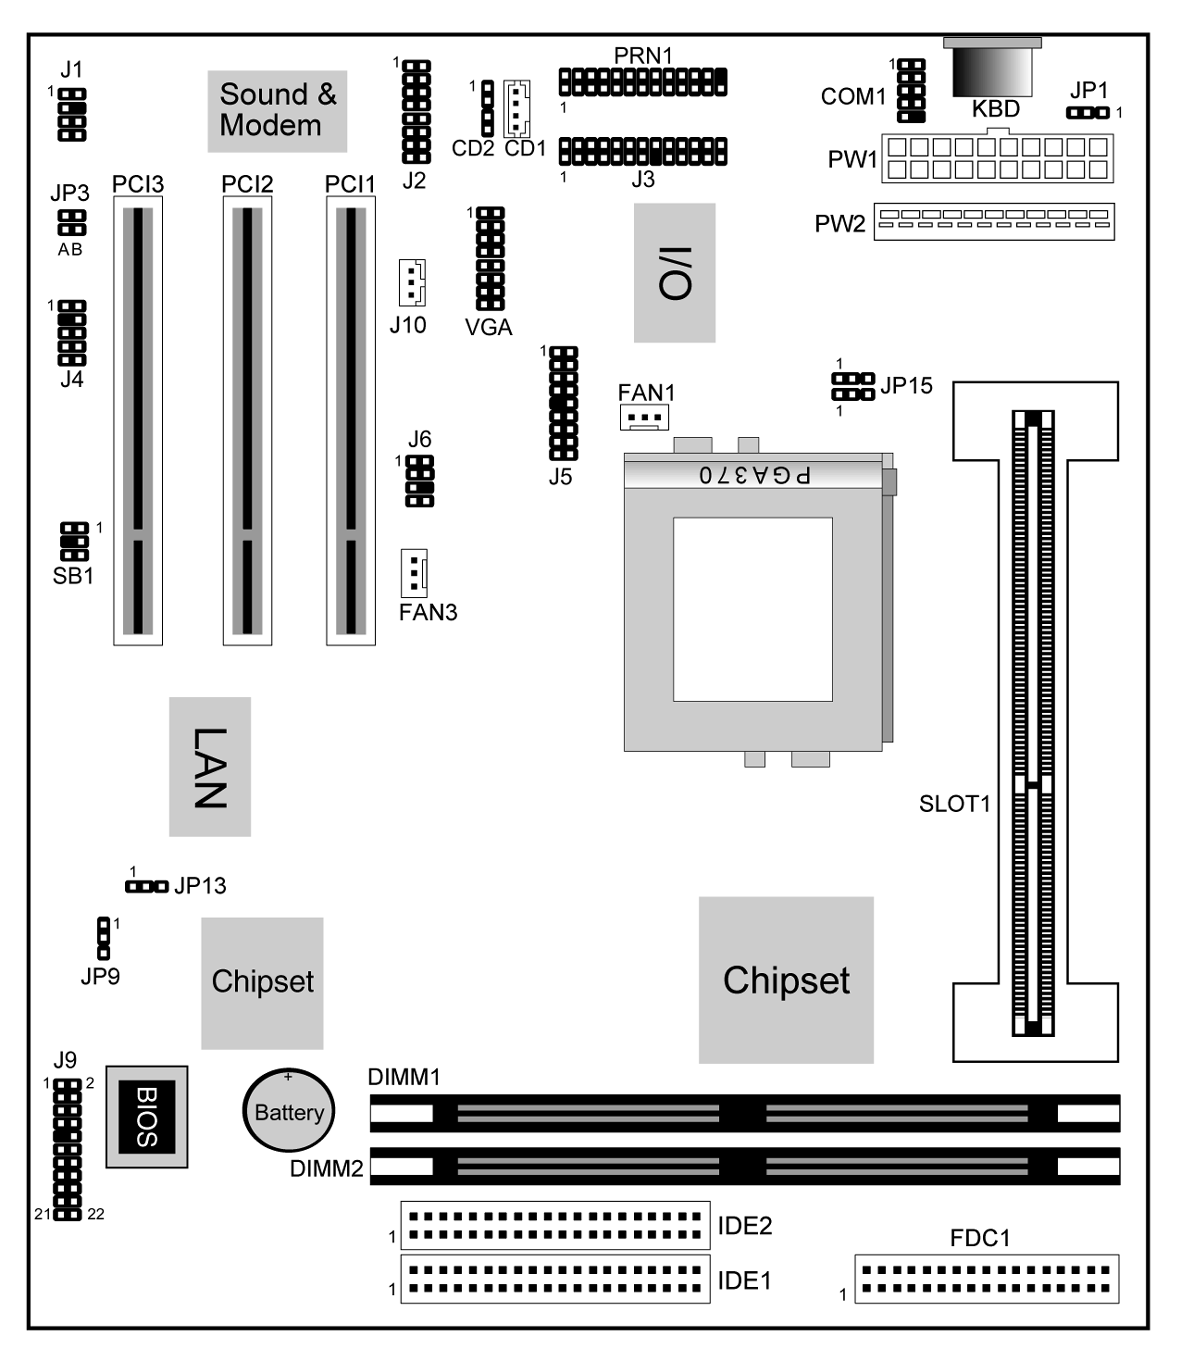 J1
1
Sound &
Modem
1
J2
1
CD2
CD1
PRN1
1
1
J3
1
COM1
KBD
JP1
1
PW1
PW2
JP3
AB
PCI3
PCI2
PCI1
1
VGA
I/O
J10
1
J4
1
J5
FAN1
1
JP15
1
J6
1
PGA370
1
SB1
FAN3
LAN
SLOT1
1
JP13
1
JP9
Chipset
Chipset
J9
1
2
21
22
BIOS
+
Battery
DIMM1
DIMM2
1
IDE2
1
IDE1
FDC1
1